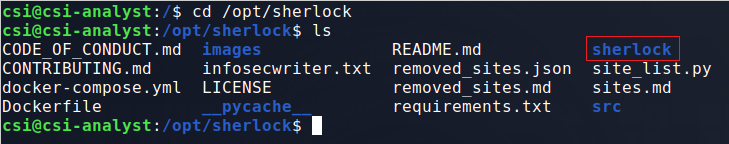 csi@csi-analyst:/$ cd /opt/sherlock
csi@csi-analyst:/opt/sherlock$ ls
CODE_OF_CONDUCT.md images README.md sherlock
CONTRIBUTING.md infosecwriter.txt removed_sites.json site_list.py
docker-compose.yml LICENSE removed_sites.md sites.md
Dockerfile __pycache__ requirements.txt src
csi@csi-analyst:/opt/sherlock$